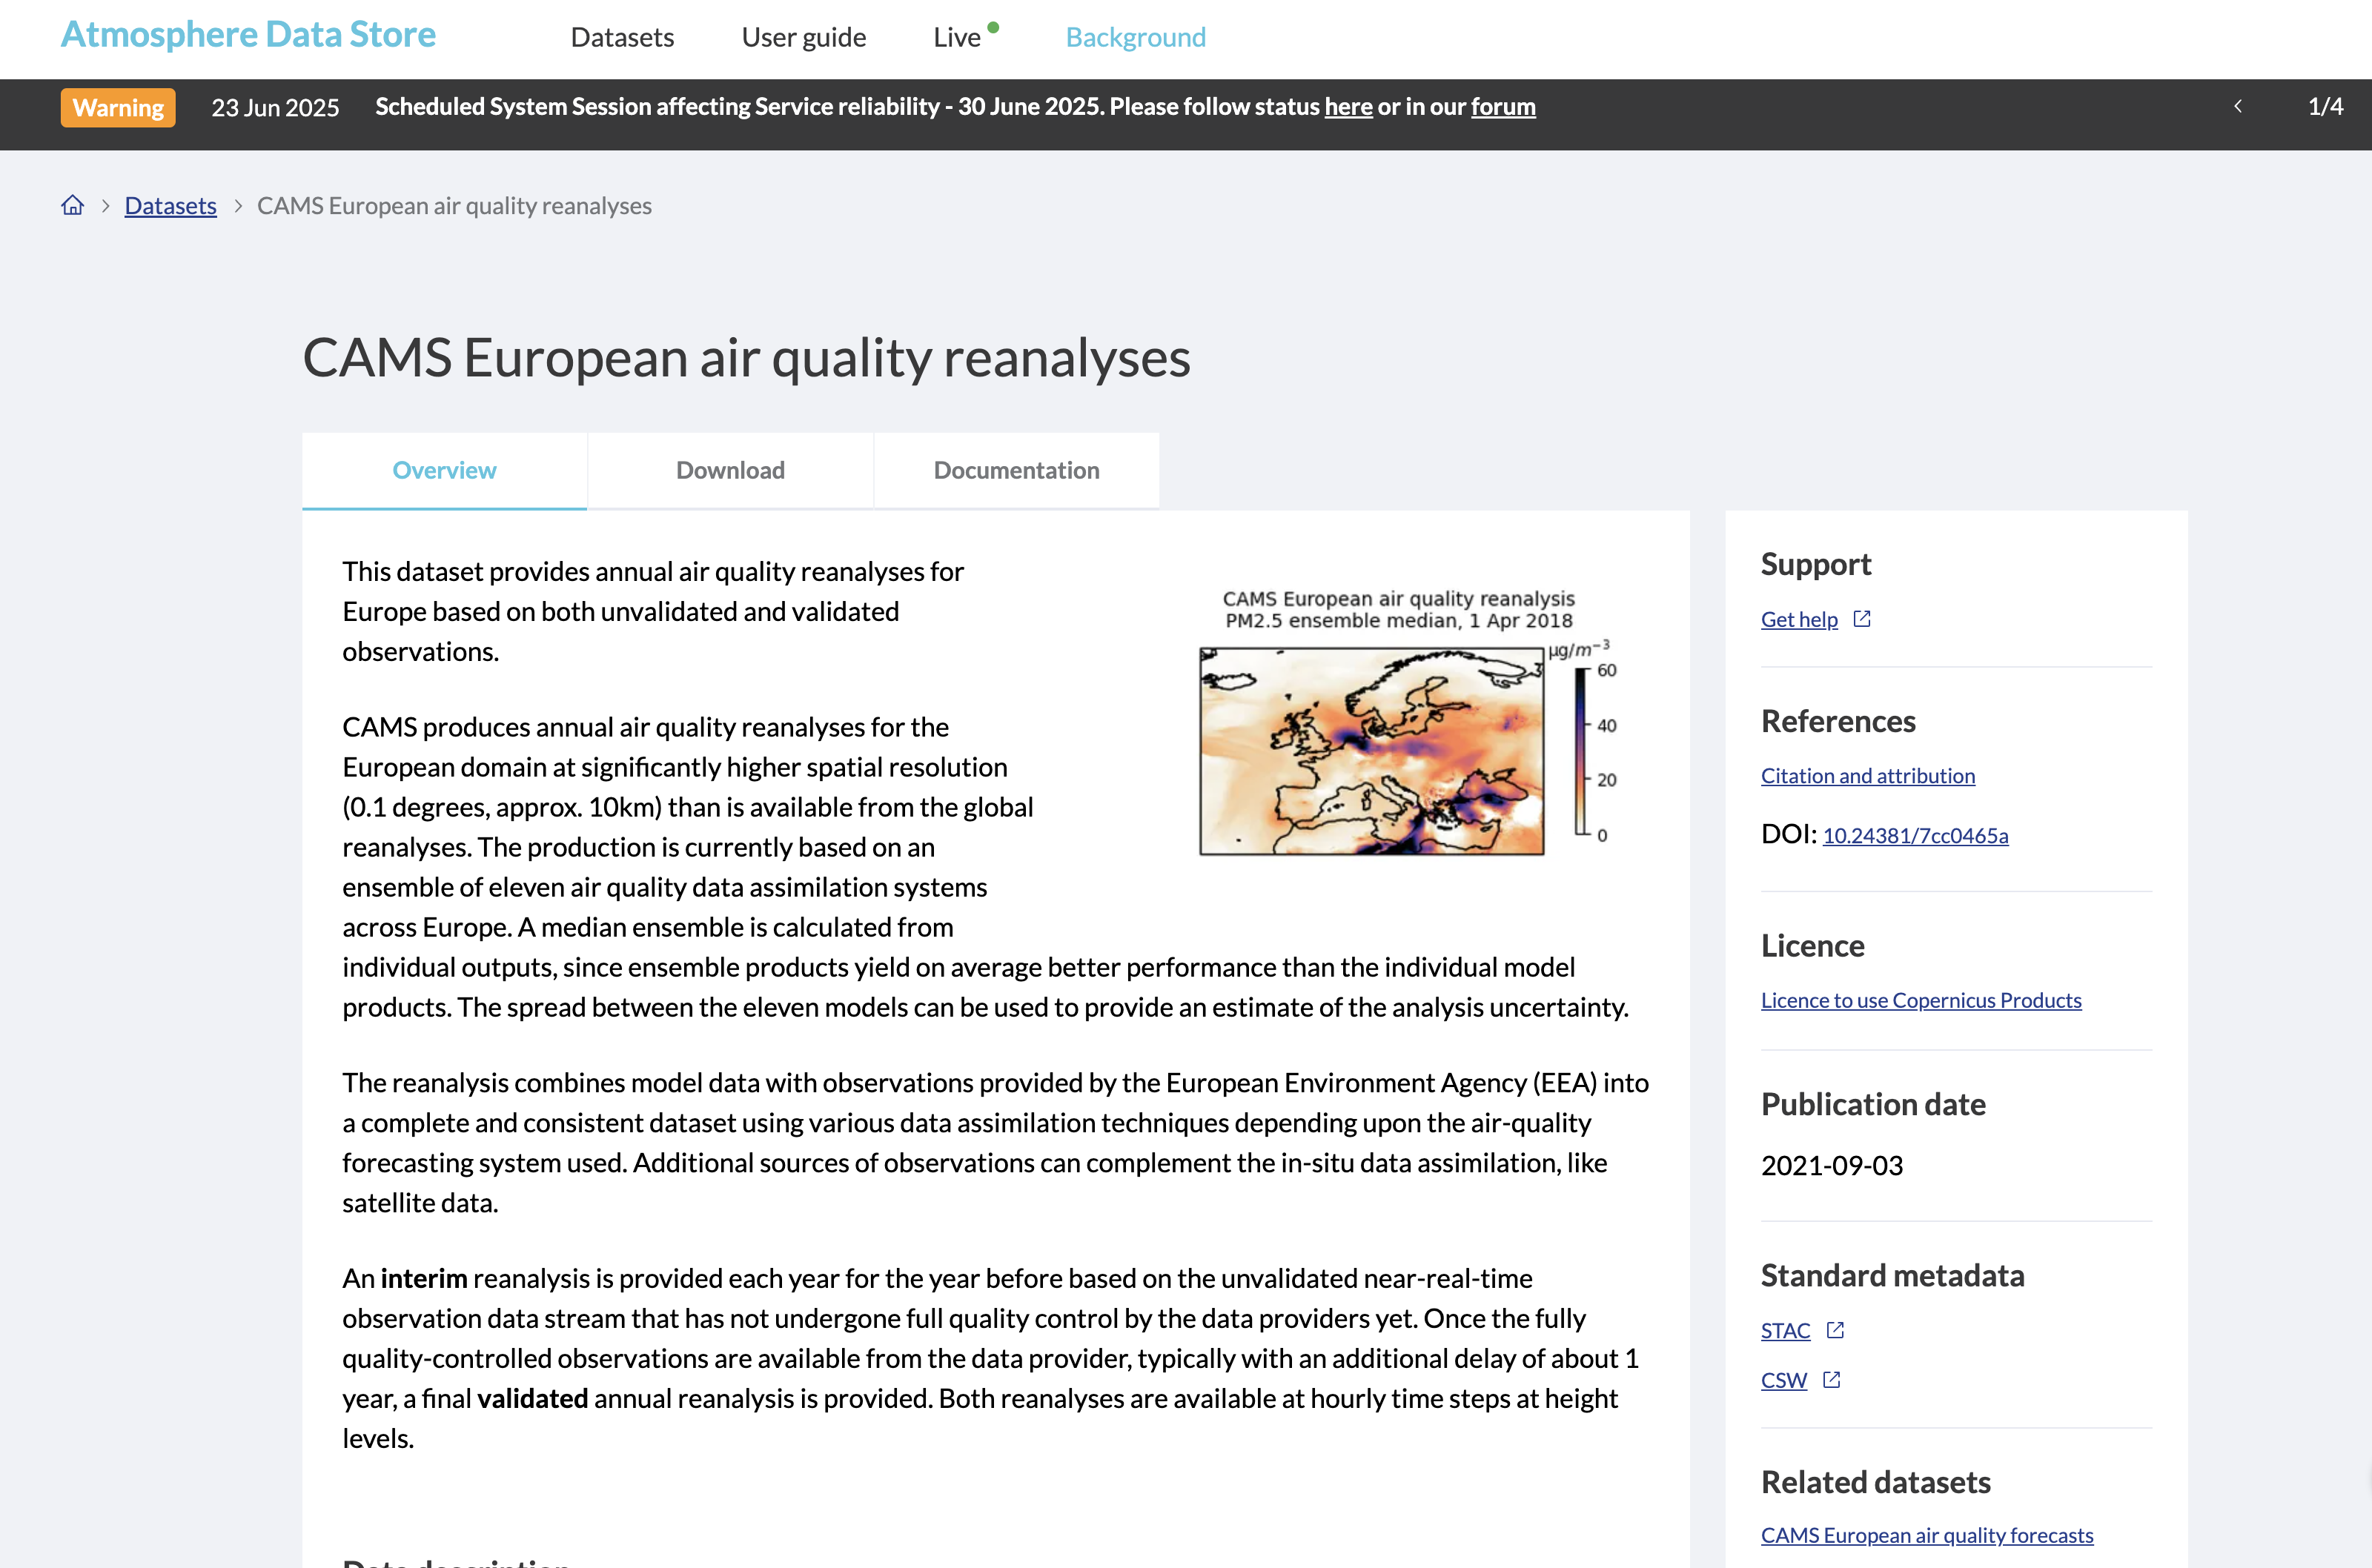 Atmosphere Data Store
Datasets
User guide
Live
Background
Warning
23 Jun 2025
Scheduled System Session affecting Service reliability - 30 June 2025. Please follow status here or in our forum
1/4
Datasets
CAMS European air quality reanalyses
CAMS European air quality reanalyses
Overview
Download
Documentation
This dataset provides annual air quality reanalyses for
Europe based on both unvalidated and validated
observations.
CAMS produces annual air quality reanalyses for the
European domain at significantly higher spatial resolution
(0.1 degrees, approx. 10km) than is available from the global
reanalyses. The production is currently based on an
ensemble of eleven air quality data assimilation systems
across Europe. A median ensemble is calculated from
individual outputs, since ensemble products yield on average better performance than the individual model
products. The spread between the eleven models can be used to provide an estimate of the analysis uncertainty.
The reanalysis combines model data with observations provided by the European Environment Agency (EEA) into
a complete and consistent dataset using various data assimilation techniques depending upon the air-quality
forecasting system used. Additional sources of observations can complement the in-situ data assimilation, like
satellite data.
An interim reanalysis is provided each year for the year before based on the unvalidated near-real-time
observation data stream that has not undergone full quality control by the data providers yet. Once the fully
quality-controlled observations are available from the data provider, typically with an additional delay of about 1
year, a final validated annual reanalysis is provided. Both reanalyses are available at hourly time steps at height
levels.
Data description
CAMS European air quality reanalysis
PM2.5 ensemble median, 1 Apr 2018
μg/m⁻³
60
40
20
0
Support
Get help
References
Citation and attribution
DOI: 10.24381/7cc0465a
Licence
Licence to use Copernicus Products
Publication date
2021-09-03
Standard metadata
STAC
CSW
Related datasets
CAMS European air quality forecasts